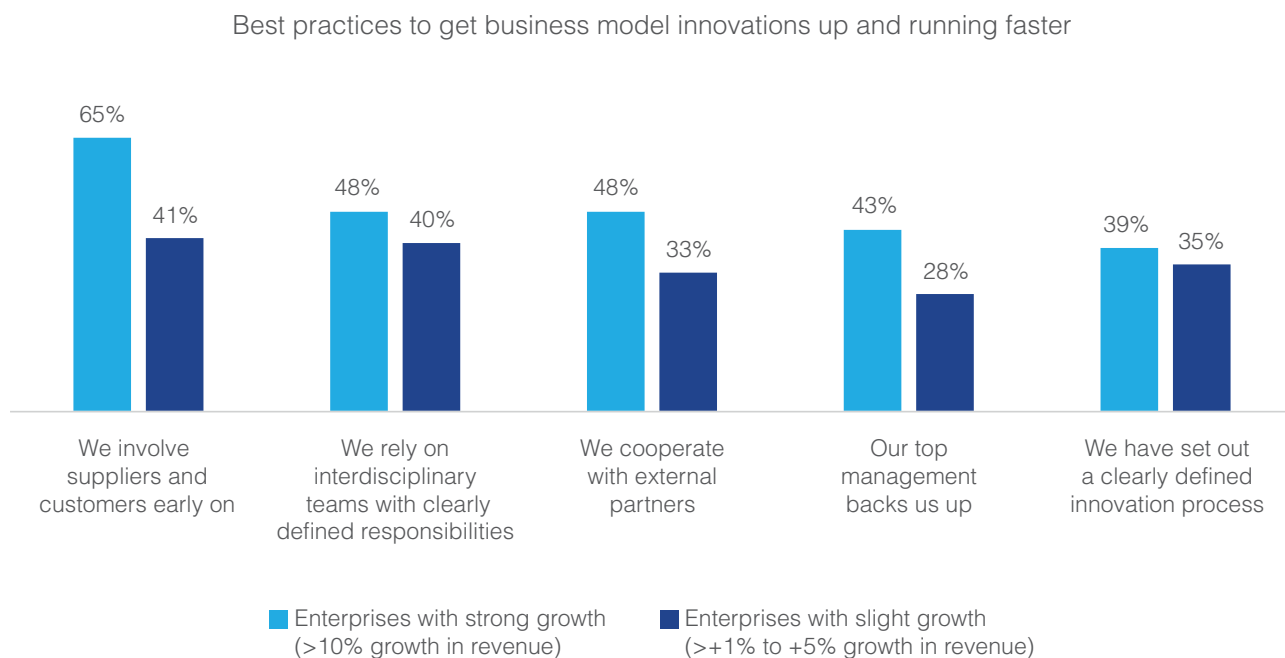 Best practices to get business model innovations up and running faster
65%
41%
48%
40%
48%
33%
43%
28%
39%
35%
We involve
suppliers and
customers early on
We rely on
interdisciplinary
teams with clearly
defined responsibilities
We cooperate
with external
partners
Our top
management
backs us up
We have set out
a clearly defined
innovation process
Enterprises with strong growth
(>10% growth in revenue)
Enterprises with slight growth
(>+1% to +5% growth in revenue)